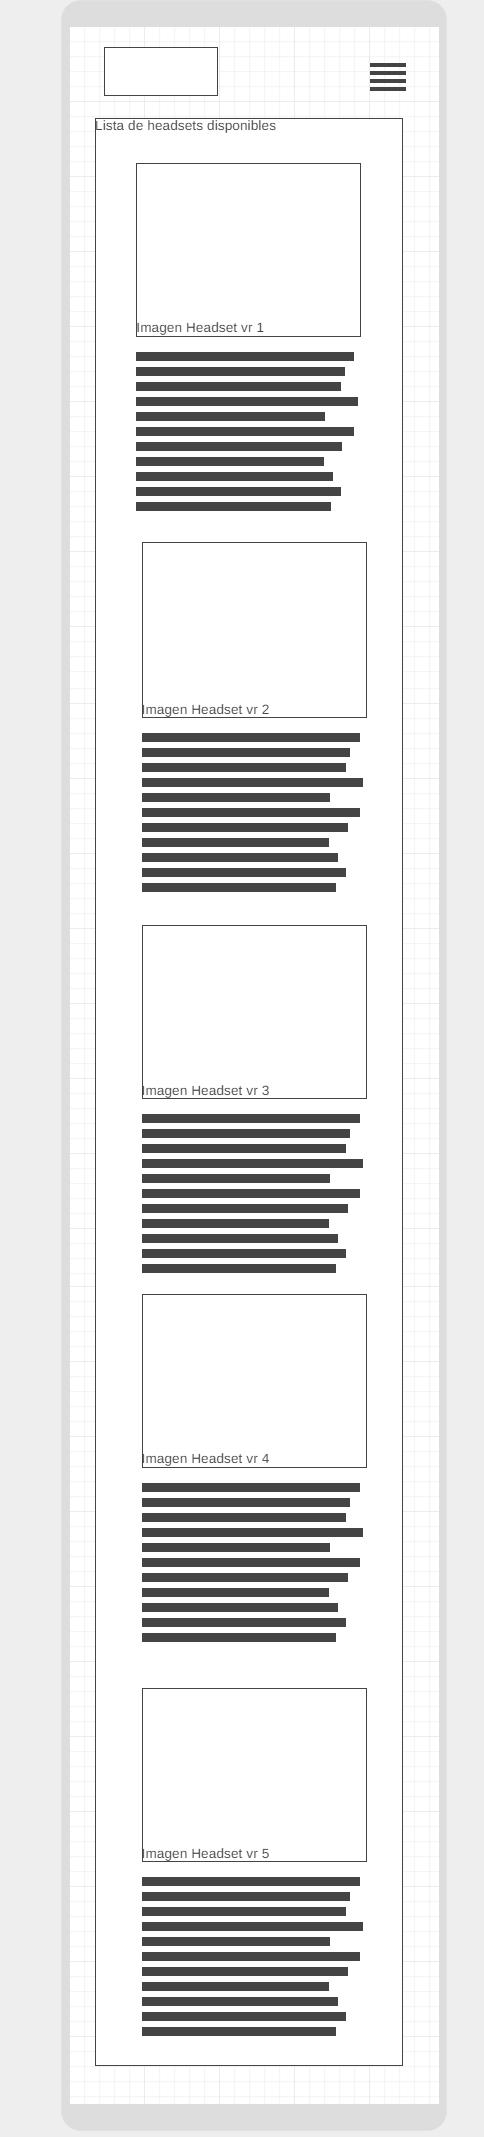 Lista de headsets disponibles
Imagen Headset vr 1
Imagen Headset vr 2
Imagen Headset vr 3
Imagen Headset vr 4
Imagen Headset vr 5